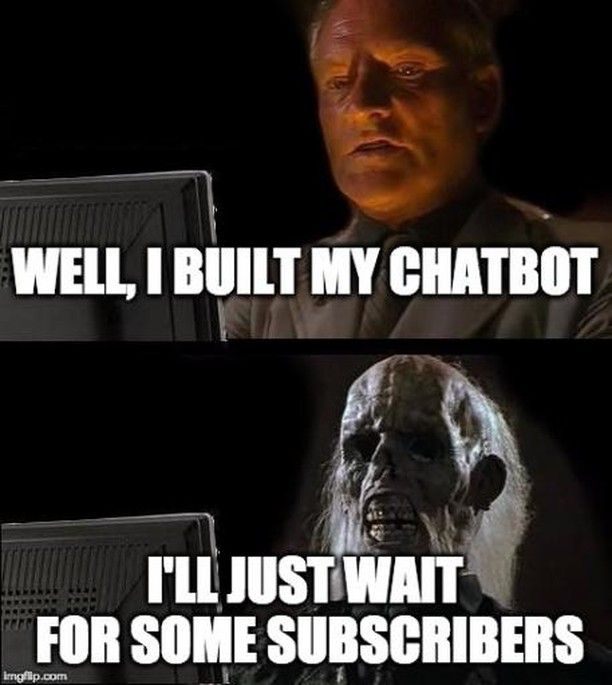 WELL, I BUILT MY CHATBOT
I'LL JUST WAIT
FOR SOME SUBSCRIBERS
imgflip.com